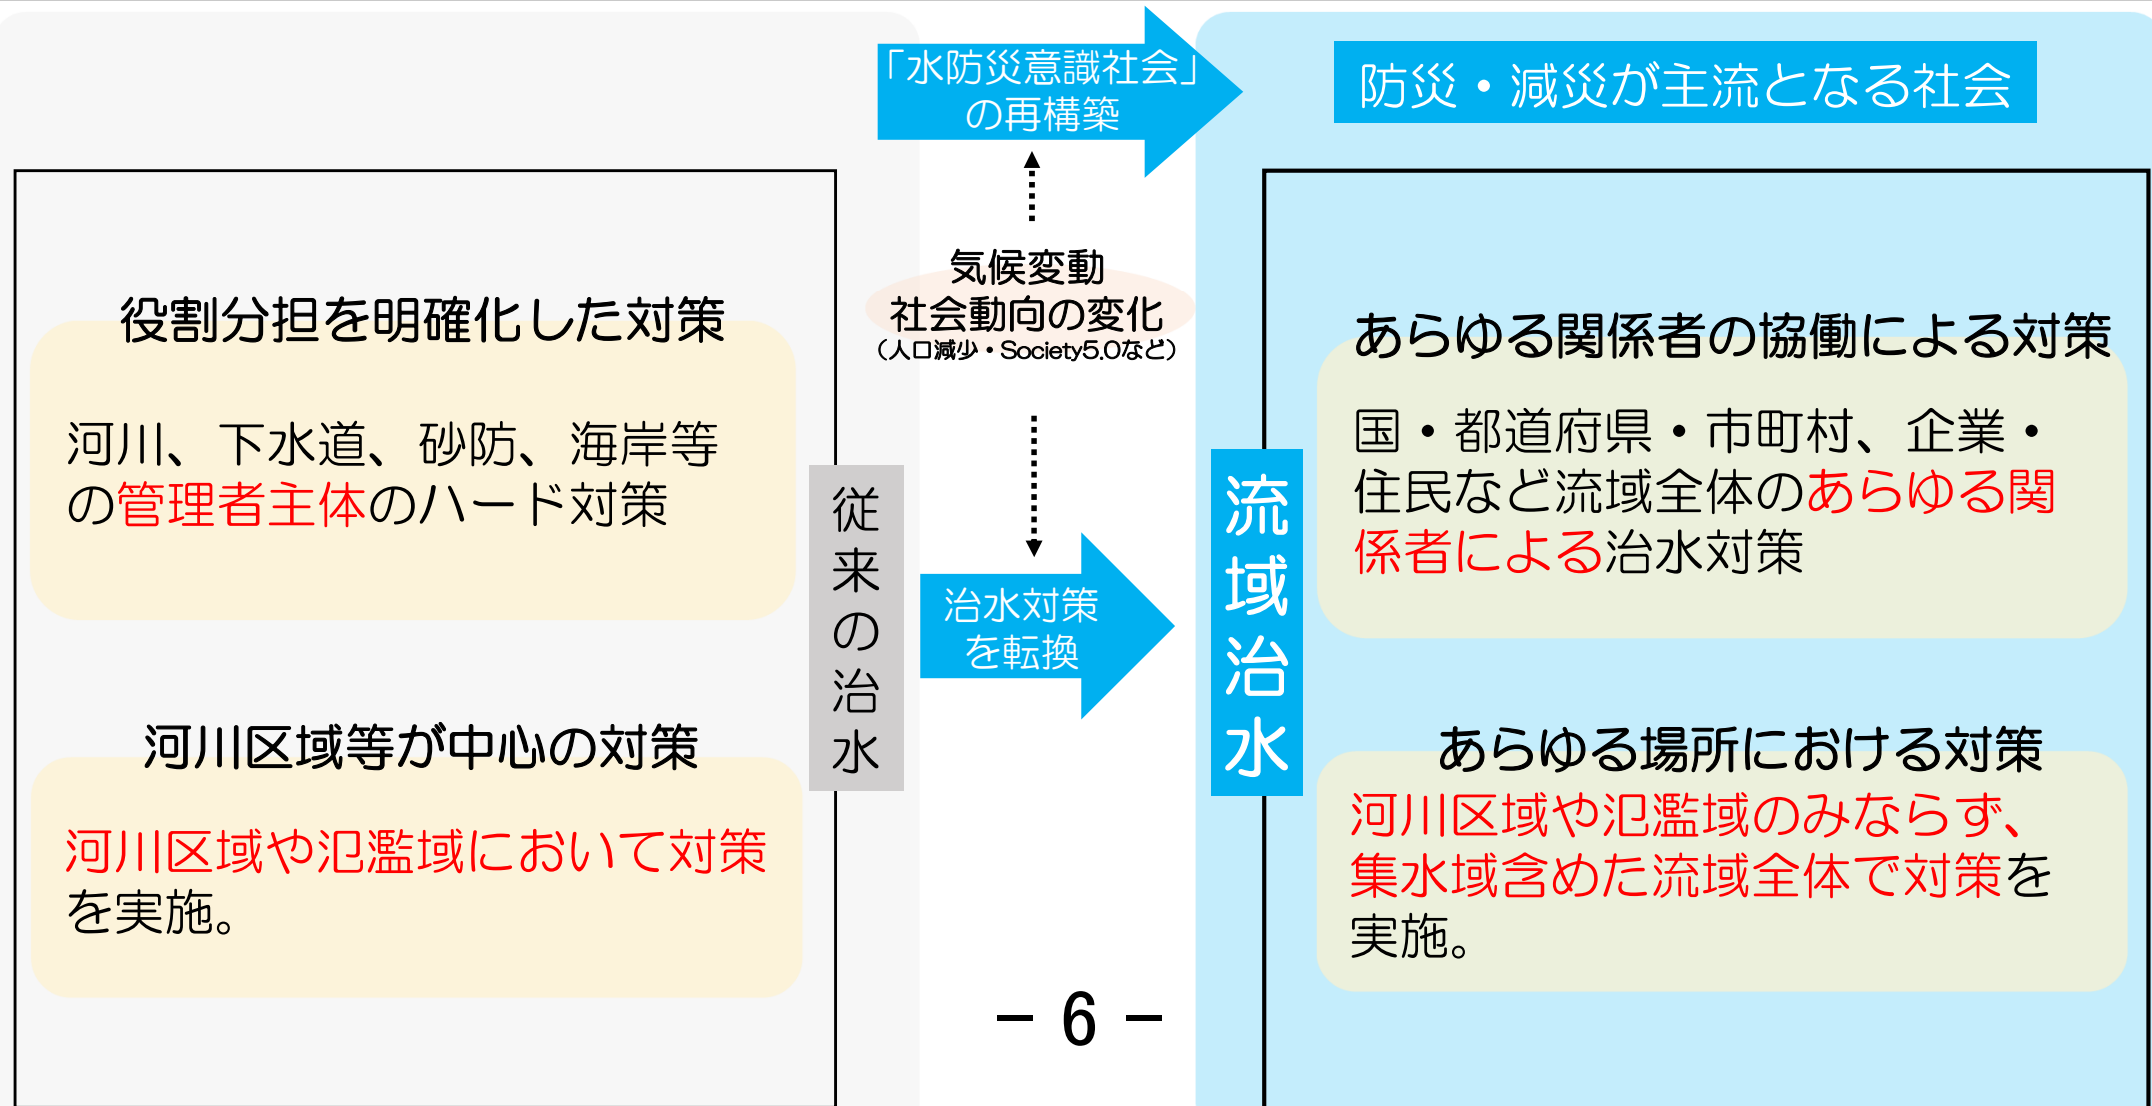 「水防災意識社会」
の再構築
防災・減災が主流となる社会
気候変動
社会動向の変化
（人口減少・Society5.0など）
役割分担を明確化した対策
河川、下水道、砂防、海岸等
の管理者主体のハード対策
河川区域等が中心の対策
河川区域や氾濫域において対策
を実施。
従来の治水
治水対策
を転換
流域治水
あらゆる関係者の協働による対策
国・都道府県・市町村、企業・
住民など流域全体のあらゆる関
係者による治水対策
あらゆる場所における対策
河川区域や氾濫域のみならず、
集水域含めた流域全体で対策を
実施。
－ 6 －